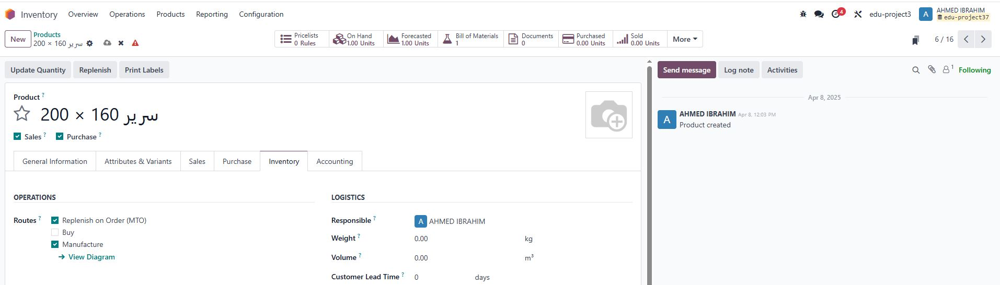 Inventory Overview Operations Products Reporting Configuration 4 edu-project3 A AHMED IBRAHIM
edu-project37
New Products
سرير 160 × 200
Pricelists
0 Rules
On Hand
1.00 Units
Forecasted
1.00 Units
Bill of Materials
1
Documents
0
Purchased
0.00 Units
Sold
0.00 Units
More
6 / 16
Update Quantity Replenish Print Labels
Product ?
سرير 160 × 200
Sales ? Purchase ?
General Information Attributes & Variants Sales Purchase Inventory Accounting
OPERATIONS
Routes ? Replenish on Order (MTO)
Buy
Manufacture
View Diagram
LOGISTICS
Responsible ? A AHMED IBRAHIM
Weight ? 0.00 kg
Volume ? 0.00 m³
Customer Lead Time ? 0 days
Send message Log note Activities 1 Following
Apr 8, 2025
A AHMED IBRAHIM Apr 8, 12:03 PM
Product created